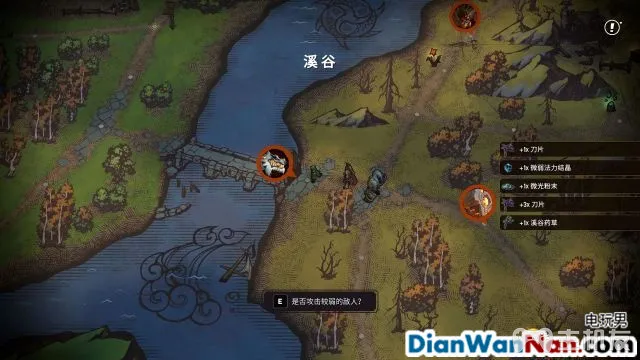 溪谷
+1x 刀片
+1x 微弱法力结晶
+1x 微光粉末
+3x 刀片
+1x 溪谷药草
E 是否攻击较弱的敌人？
电玩男
DianWanNan.com